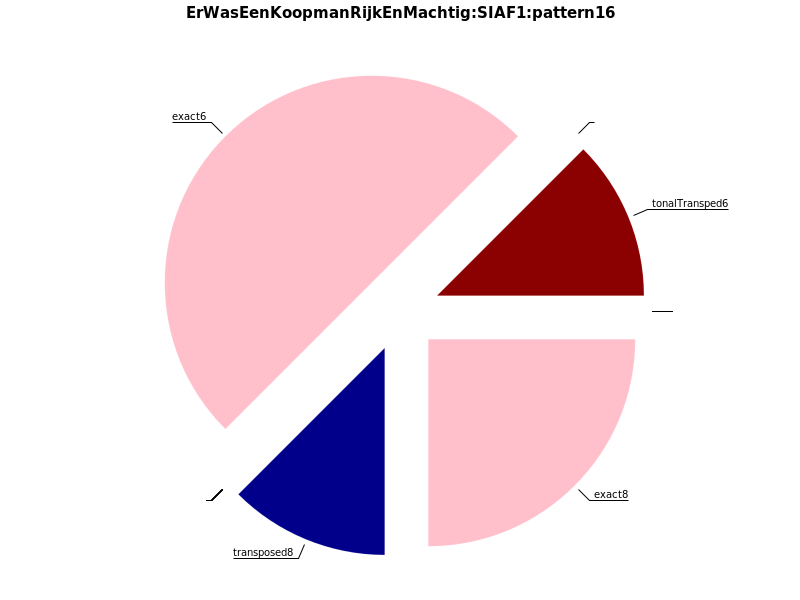 ErWasEenKoopmanRijkEnMachtig:SIAF1:pattern16
exact6
tonalTransped6
exact8
transposed8